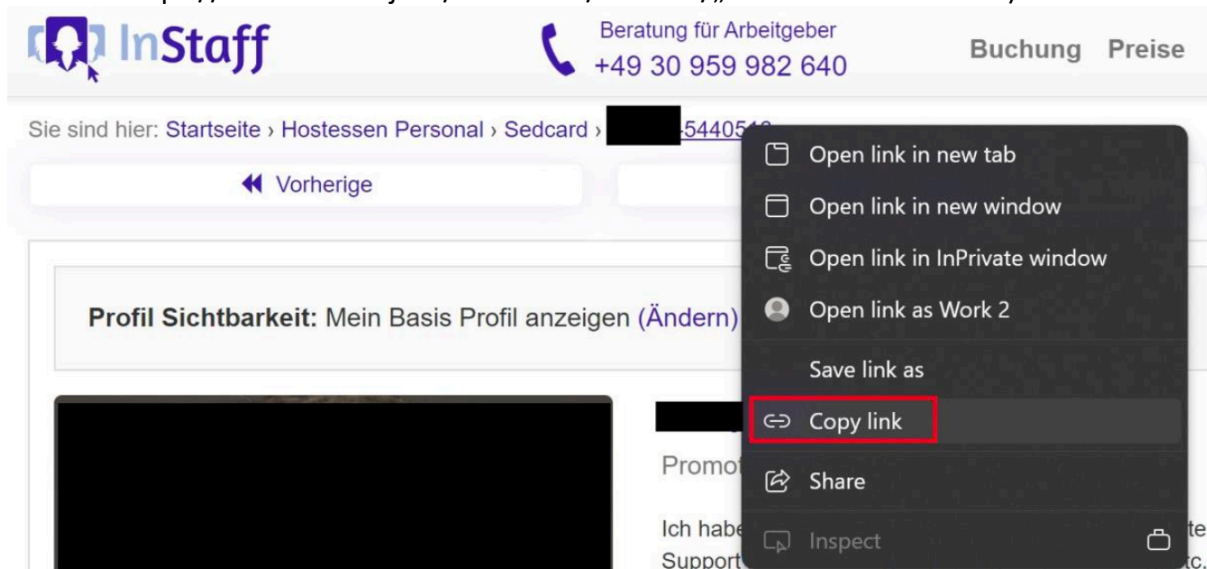 InStaff
Beratung für Arbeitgeber
+49 30 959 982 640
Buchung Preise
Sie sind hier: Startseite › Hostessen Personal › Sedcard ›
Vorherige
Profil Sichtbarkeit: Mein Basis Profil anzeigen (Ändern)
Open link in new tab
Open link in new window
Open link in InPrivate window
Open link as Work 2
Save link as
Copy link
Share
Inspect
Ich habe
Support